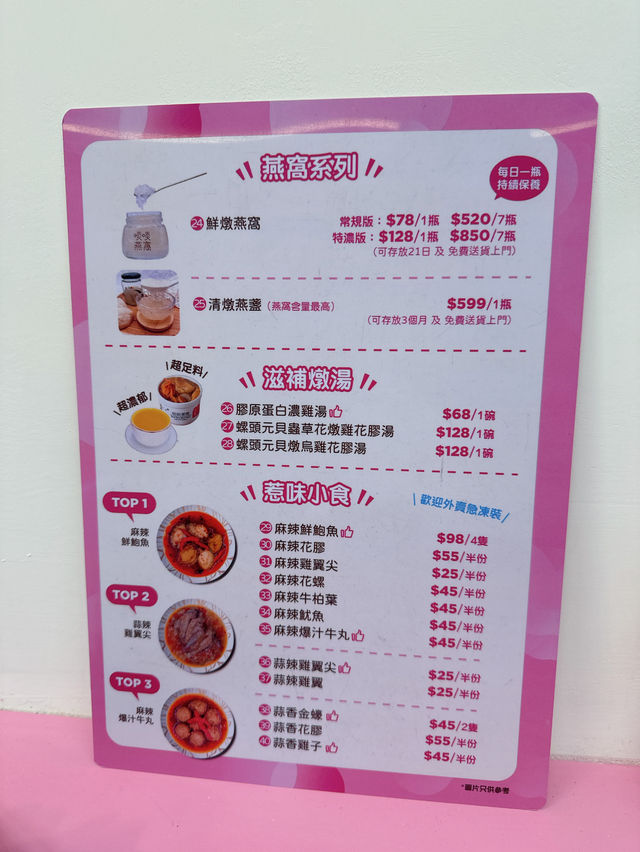 燕窩系列
每日一瓶
持續保養
24 鮮燉燕窩
常規版：$78/1瓶 $520/7瓶
特濃版：$128/1瓶 $850/7瓶
（可存放21日 及 免費送貨上門）
燕窩
25 清燉燕盞（燕窩含量最高） $599/1瓶
（可存放3個月 及 免費送貨上門）
超足料
超濃郁
滋補燉湯
26 膠原蛋白濃雞湯 $68/1碗
27 螺頭元貝蟲草花燉雞花膠湯 $128/1碗
28 螺頭元貝燉烏雞花膠湯 $128/1碗
惹味小食
歡迎外賣急凍裝
TOP 1
麻辣
鮮鮑魚
29 麻辣鮮鮑魚 $98/4隻
30 麻辣花膠 $55/半份
31 麻辣雞翼尖 $25/半份
32 麻辣花螺 $45/半份
33 麻辣牛柏葉 $45/半份
34 麻辣魷魚 $45/半份
35 麻辣爆汁牛丸 $45/半份
TOP 2
蒜辣
雞翼尖
36 蒜辣雞翼尖 $25/半份
37 蒜辣雞翼 $25/半份
TOP 3
麻辣
爆汁牛丸
38 蒜香金蠔 $45/2隻
39 蒜香花膠 $55/半份
40 蒜香雞子 $45/半份
*圖片只供參考